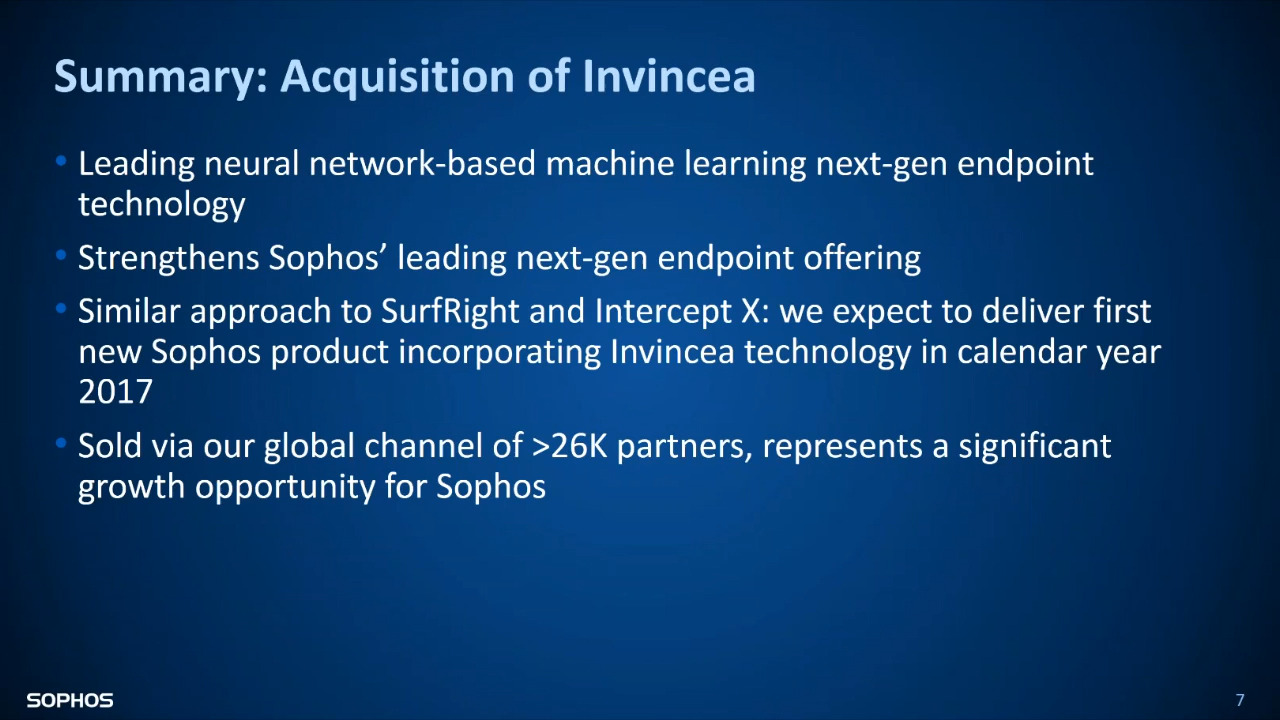 Summary: Acquisition of Invincea
• Leading neural network-based machine learning next-gen endpoint
technology
• Strengthens Sophos’ leading next-gen endpoint offering
• Similar approach to SurfRight and Intercept X: we expect to deliver first
new Sophos product incorporating Invincea technology in calendar year
2017
• Sold via our global channel of >26K partners, represents a significant
growth opportunity for Sophos
SOPHOS
7